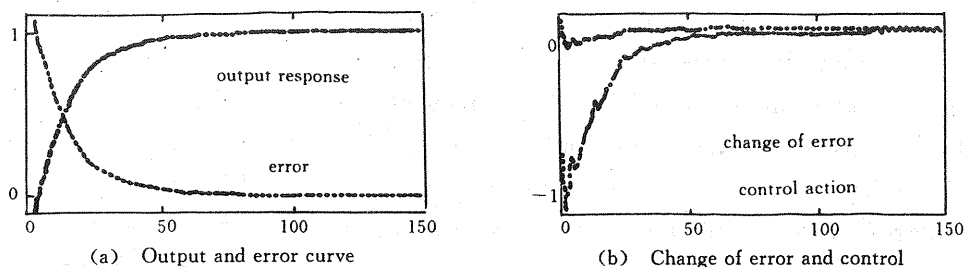 1
output response
error
0
0 50 100 150
(a) Output and error curve
0
change of error
control action
−1
0 50 100 150
(b) Change of error and control